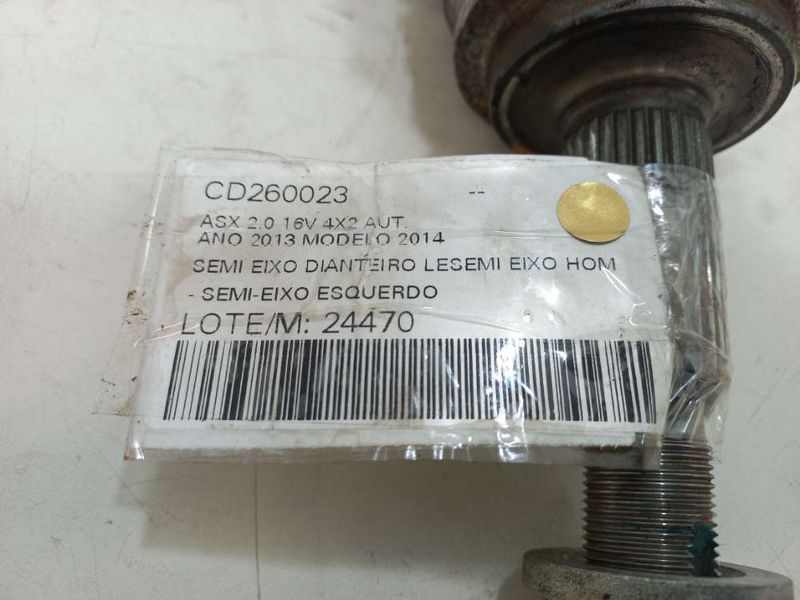 CD260023 --
ASX 2.0 16V 4X2 AUT.
ANO 2013 MODELO 2014
SEMI EIXO DIANTEIRO LESEMI EIXO HOM
- SEMI-EIXO ESQUERDO
LOTE/M: 24470